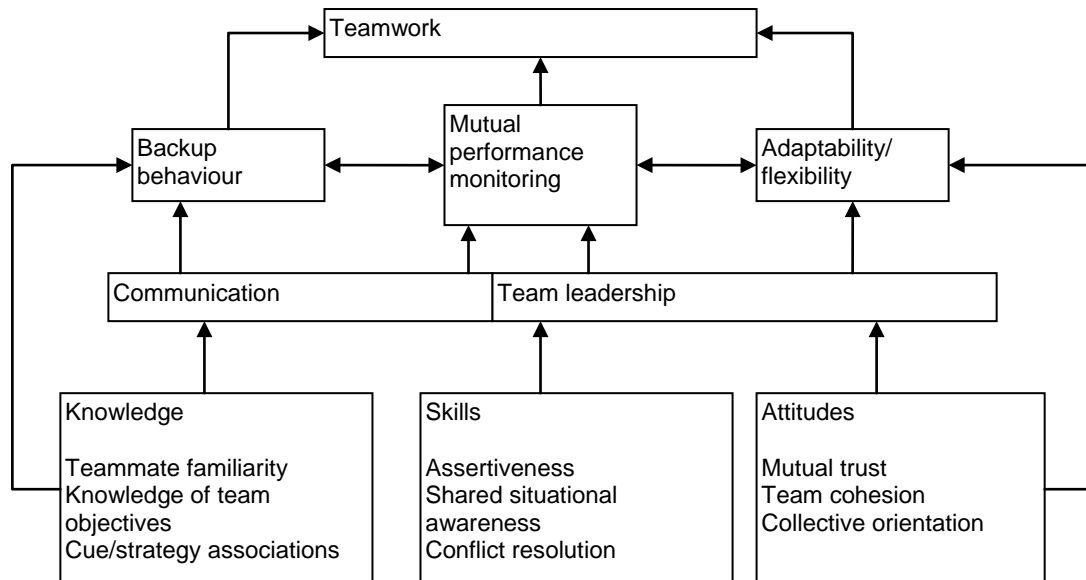 Teamwork
Backup
behaviour
Mutual
performance
monitoring
Adaptability/
flexibility
Communication
Team leadership
Knowledge
Teammate familiarity
Knowledge of team
objectives
Cue/strategy associations
Skills
Assertiveness
Shared situational
awareness
Conflict resolution
Attitudes
Mutual trust
Team cohesion
Collective orientation